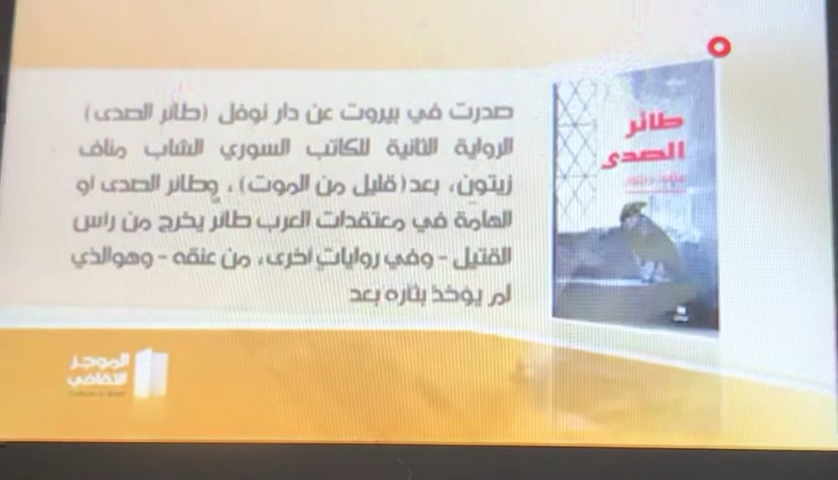 صدرت في بيروت عن دار نوفل (طائر الصدى)
الرواية الثانية للكاتب السوري الشاب مناف
زيتون، بعد(قليل من الموت)، وطائر الصدى او
الهامة في معتقدات العرب طائر يخرج من رأس
القتيل - وفي روايات اخرى، من عنقه - وهوالذي
لم يؤخذ بثأره بعد
طائر
الصدى
الموجز
الثقافي